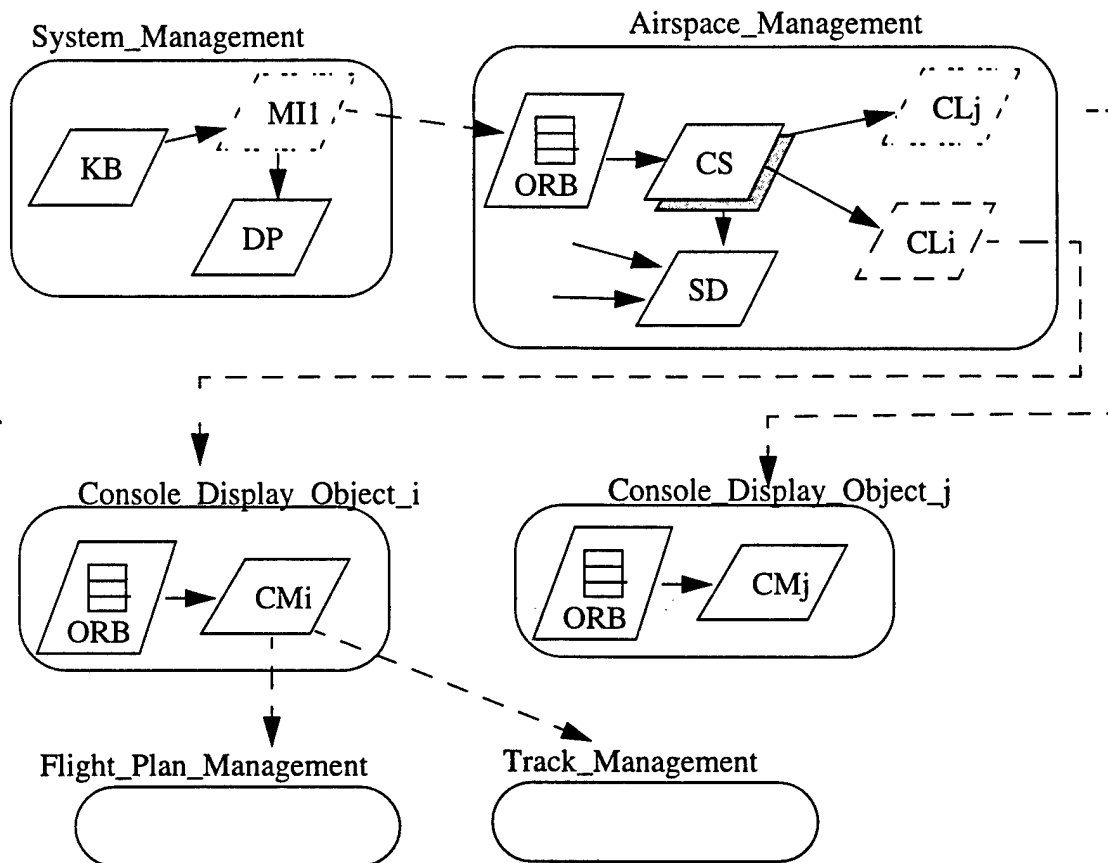 System_Management
Airspace_Management
MI1
CLj
KB
ORB
CS
DP
CLi
SD
Console_Display_Object_i
Console_Display_Object_j
ORB
CMi
ORB
CMj
Flight_Plan_Management
Track_Management